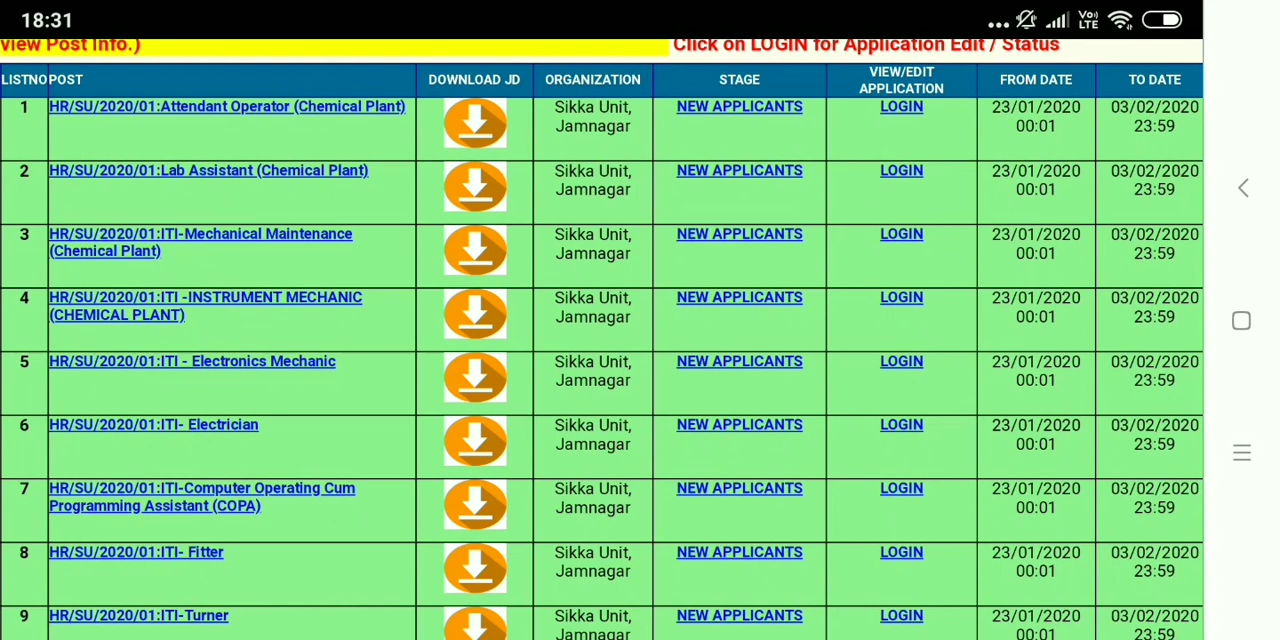 18:31
Vo)
LTE
view Post Info.)
Click on LOGIN for Application Edit / Status
LISTNO POST DOWNLOAD JD ORGANIZATION STAGE VIEW/EDIT APPLICATION FROM DATE TO DATE
1 HR/SU/2020/01:Attendant Operator (Chemical Plant) Sikka Unit, NEW APPLICANTS LOGIN 23/01/2020 03/02/2020
Jamnagar 00:01 23:59
2 HR/SU/2020/01:Lab Assistant (Chemical Plant) Sikka Unit, NEW APPLICANTS LOGIN 23/01/2020 03/02/2020
Jamnagar 00:01 23:59
3 HR/SU/2020/01:ITI-Mechanical Maintenance Sikka Unit, NEW APPLICANTS LOGIN 23/01/2020 03/02/2020
(Chemical Plant) Jamnagar 00:01 23:59
4 HR/SU/2020/01:ITI -INSTRUMENT MECHANIC Sikka Unit, NEW APPLICANTS LOGIN 23/01/2020 03/02/2020
(CHEMICAL PLANT) Jamnagar 00:01 23:59
5 HR/SU/2020/01:ITI - Electronics Mechanic Sikka Unit, NEW APPLICANTS LOGIN 23/01/2020 03/02/2020
Jamnagar 00:01 23:59
6 HR/SU/2020/01:ITI- Electrician Sikka Unit, NEW APPLICANTS LOGIN 23/01/2020 03/02/2020
Jamnagar 00:01 23:59
7 HR/SU/2020/01:ITI-Computer Operating Cum Sikka Unit, NEW APPLICANTS LOGIN 23/01/2020 03/02/2020
Programming Assistant (COPA) Jamnagar 00:01 23:59
8 HR/SU/2020/01:ITI- Fitter Sikka Unit, NEW APPLICANTS LOGIN 23/01/2020 03/02/2020
Jamnagar 00:01 23:59
9 HR/SU/2020/01:ITI-Turner Sikka Unit, NEW APPLICANTS LOGIN 23/01/2020 03/02/2020
Jamnagar 00:01 23:59